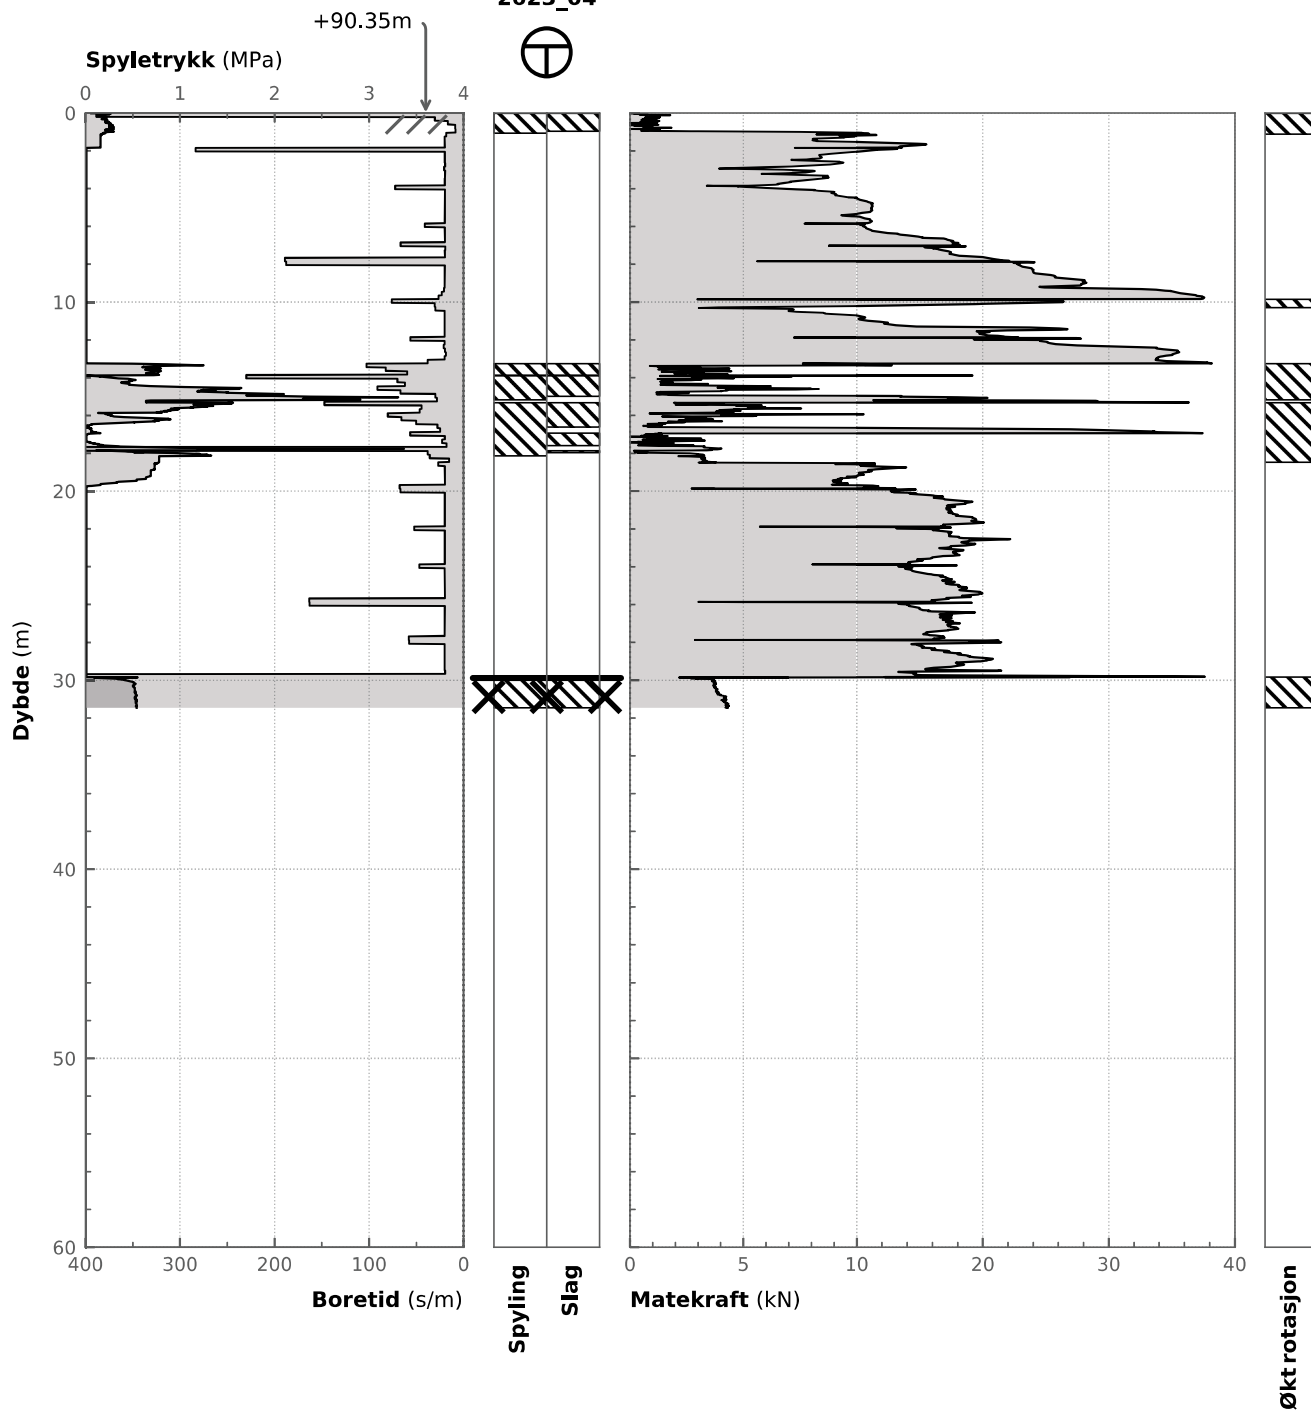 2023_04
+90.35m
Spyletrykk (MPa)
0 1 2 3 4
0
10
20
30
40
50
60
Dybde (m)
400 300 200 100 0
0 5 10 20 30 40
Boretid (s/m)
Spyling
Slag
Matekraft (kN)
Økt rotasjon